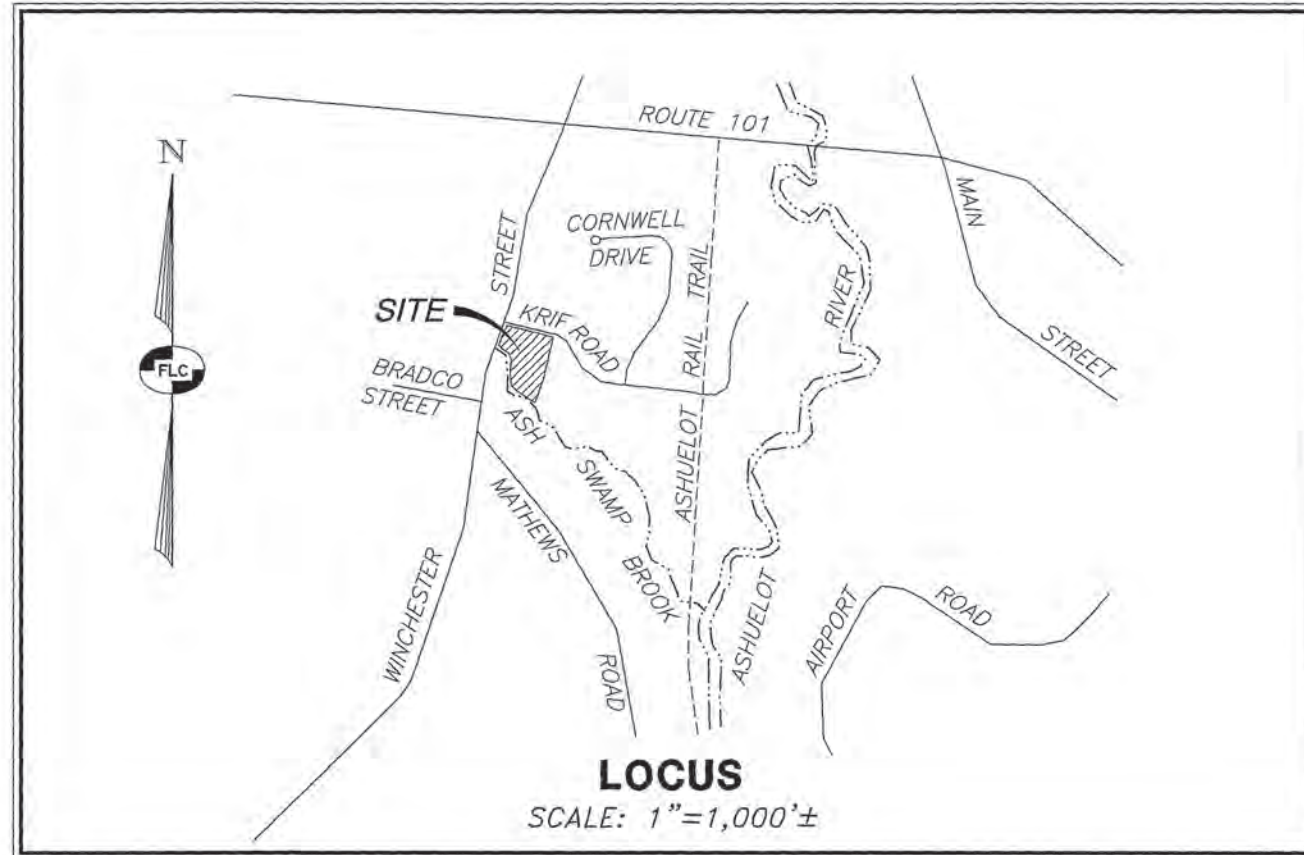 ROUTE 101
N
MAIN
STREET
STREET
CORNWELL
DRIVE
RAIL TRAIL
RIVER
SITE
KRIF ROAD
FLC
BRADCO
STREET
ASH
SWAMP
BROOK
ASHUELOT
MATHEWS
ROAD
WINCHESTER
ASHUELOT
AIRPORT
ROAD
LOCUS
SCALE: 1"=1,000'±